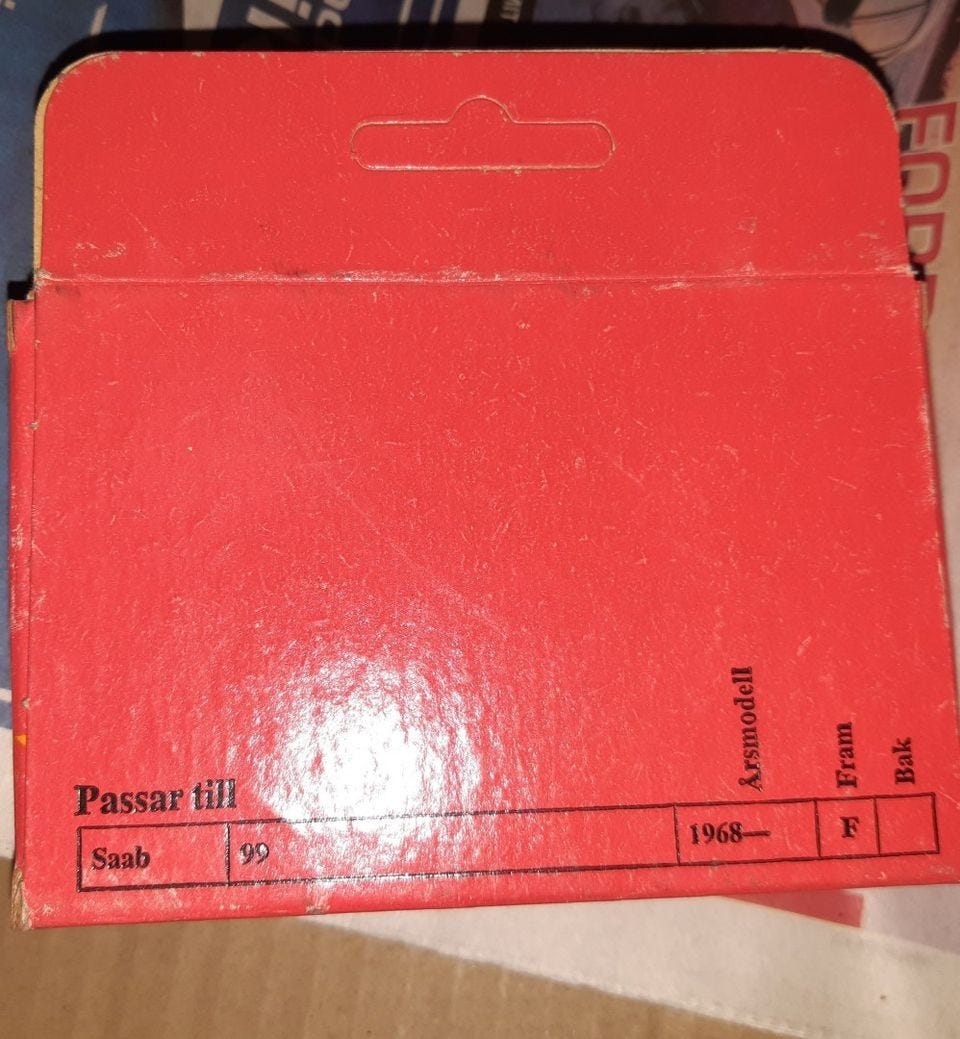 Årsmodell
Fram
Bak
Passar till
Saab 99 1968— F